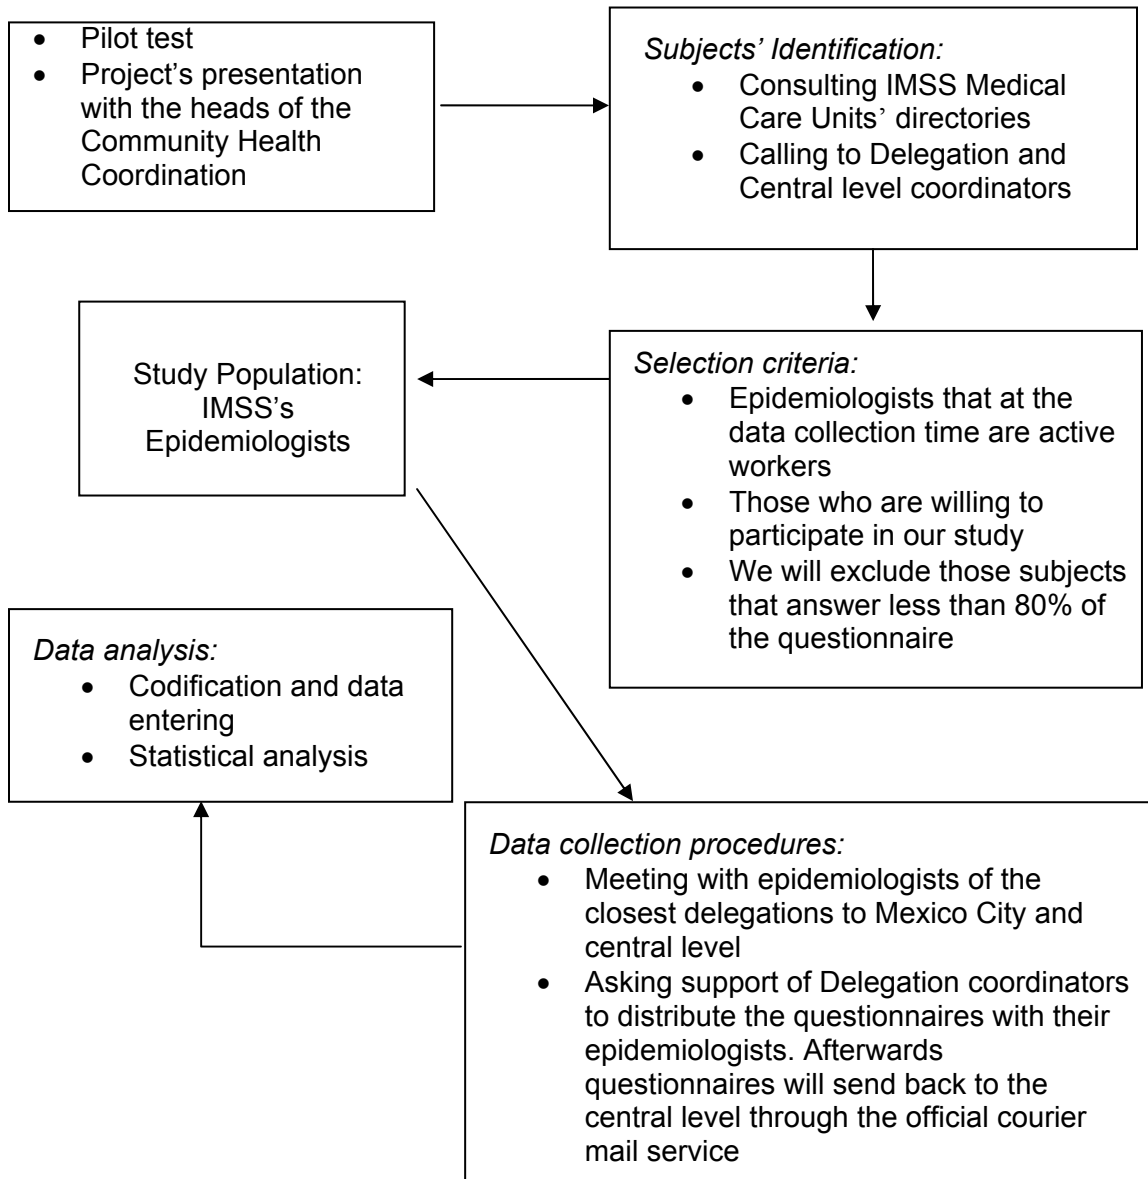 • Pilot test
• Project's presentation
with the heads of the
Community Health
Coordination
Subjects' Identification:
• Consulting IMSS Medical
Care Units' directories
• Calling to Delegation and
Central level coordinators
Selection criteria:
• Epidemiologists that at the
data collection time are active
workers
• Those who are willing to
participate in our study
• We will exclude those subjects
that answer less than 80% of
the questionnaire
Study Population:
IMSS's
Epidemiologists
Data collection procedures:
• Meeting with epidemiologists of the
closest delegations to Mexico City and
central level
• Asking support of Delegation coordinators
to distribute the questionnaires with their
epidemiologists. Afterwards
questionnaires will send back to the
central level through the official courier
mail service
Data analysis:
• Codification and data
entering
• Statistical analysis